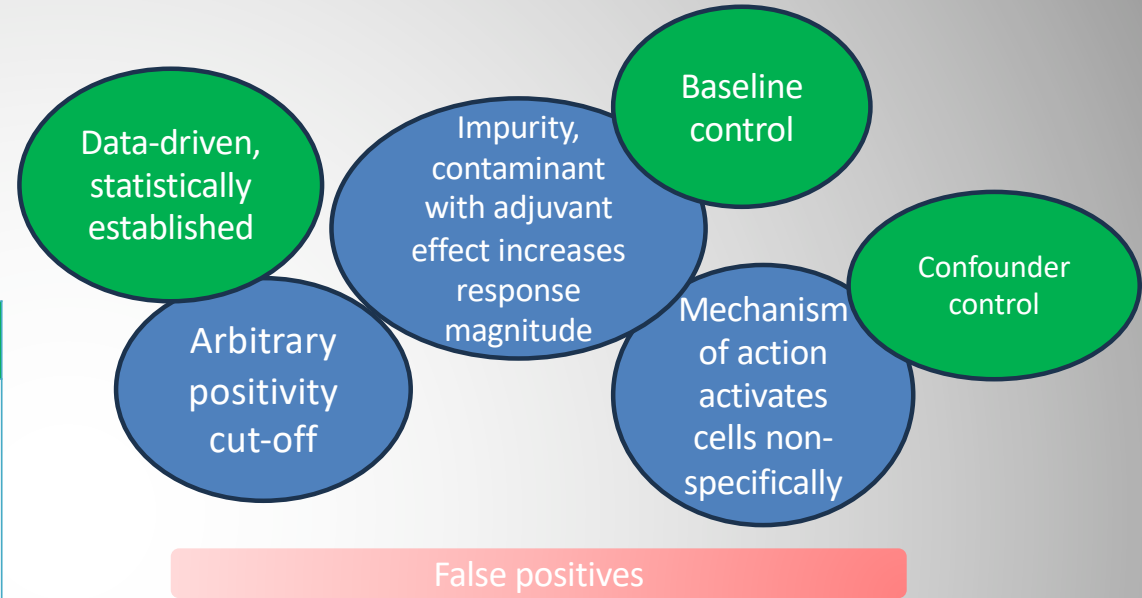 Data-driven,
statistically
established
Arbitrary
positivity
cut-off
Impurity,
contaminant
with adjuvant
effect increases
response
magnitude
Baseline
control
Mechanism
of action
activates
cells non-
specifically
Confounder
control
False positives